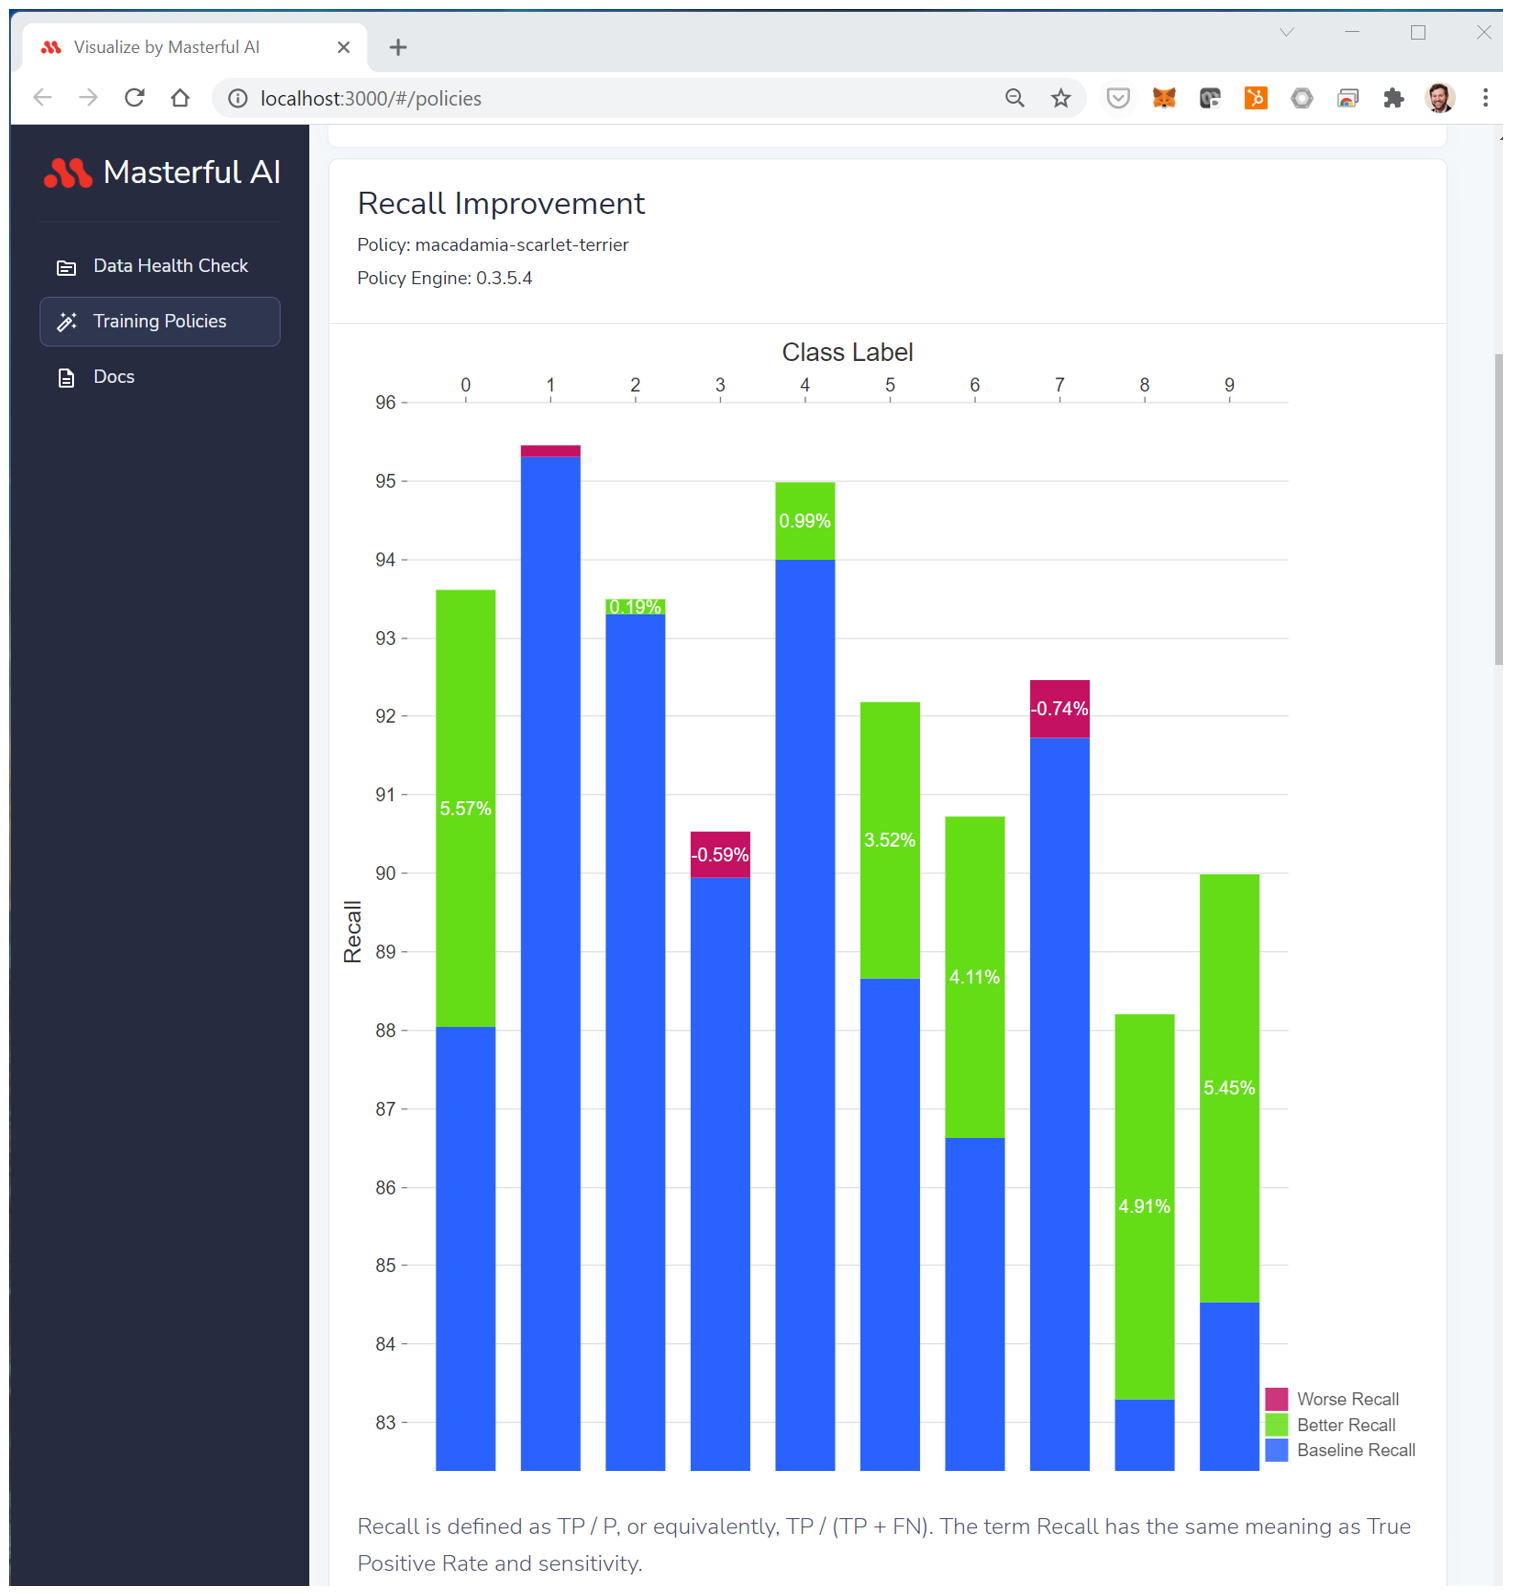 Visualize by Masterful AI
localhost:3000/#/policies
Masterful AI
Data Health Check
Training Policies
Docs
Recall Improvement
Policy: macadamia-scarlet-terrier
Policy Engine: 0.3.5.4
Class Label
0 1 2 3 4 5 6 7 8 9
96
95
94
93
92
91
90
89
88
87
86
85
84
83
Recall
5.57%
0.19%
-0.59%
0.99%
3.52%
4.11%
-0.74%
4.91%
5.45%
Worse Recall
Better Recall
Baseline Recall
Recall is defined as TP / P, or equivalently, TP / (TP + FN). The term Recall has the same meaning as True
Positive Rate and sensitivity.